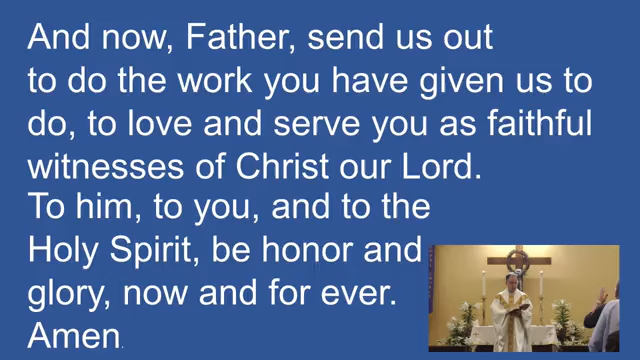 And now, Father, send us out
to do the work you have given us to
do, to love and serve you as faithful
witnesses of Christ our Lord.
To him, to you, and to the
Holy Spirit, be honor and
glory, now and for ever.
Amen.